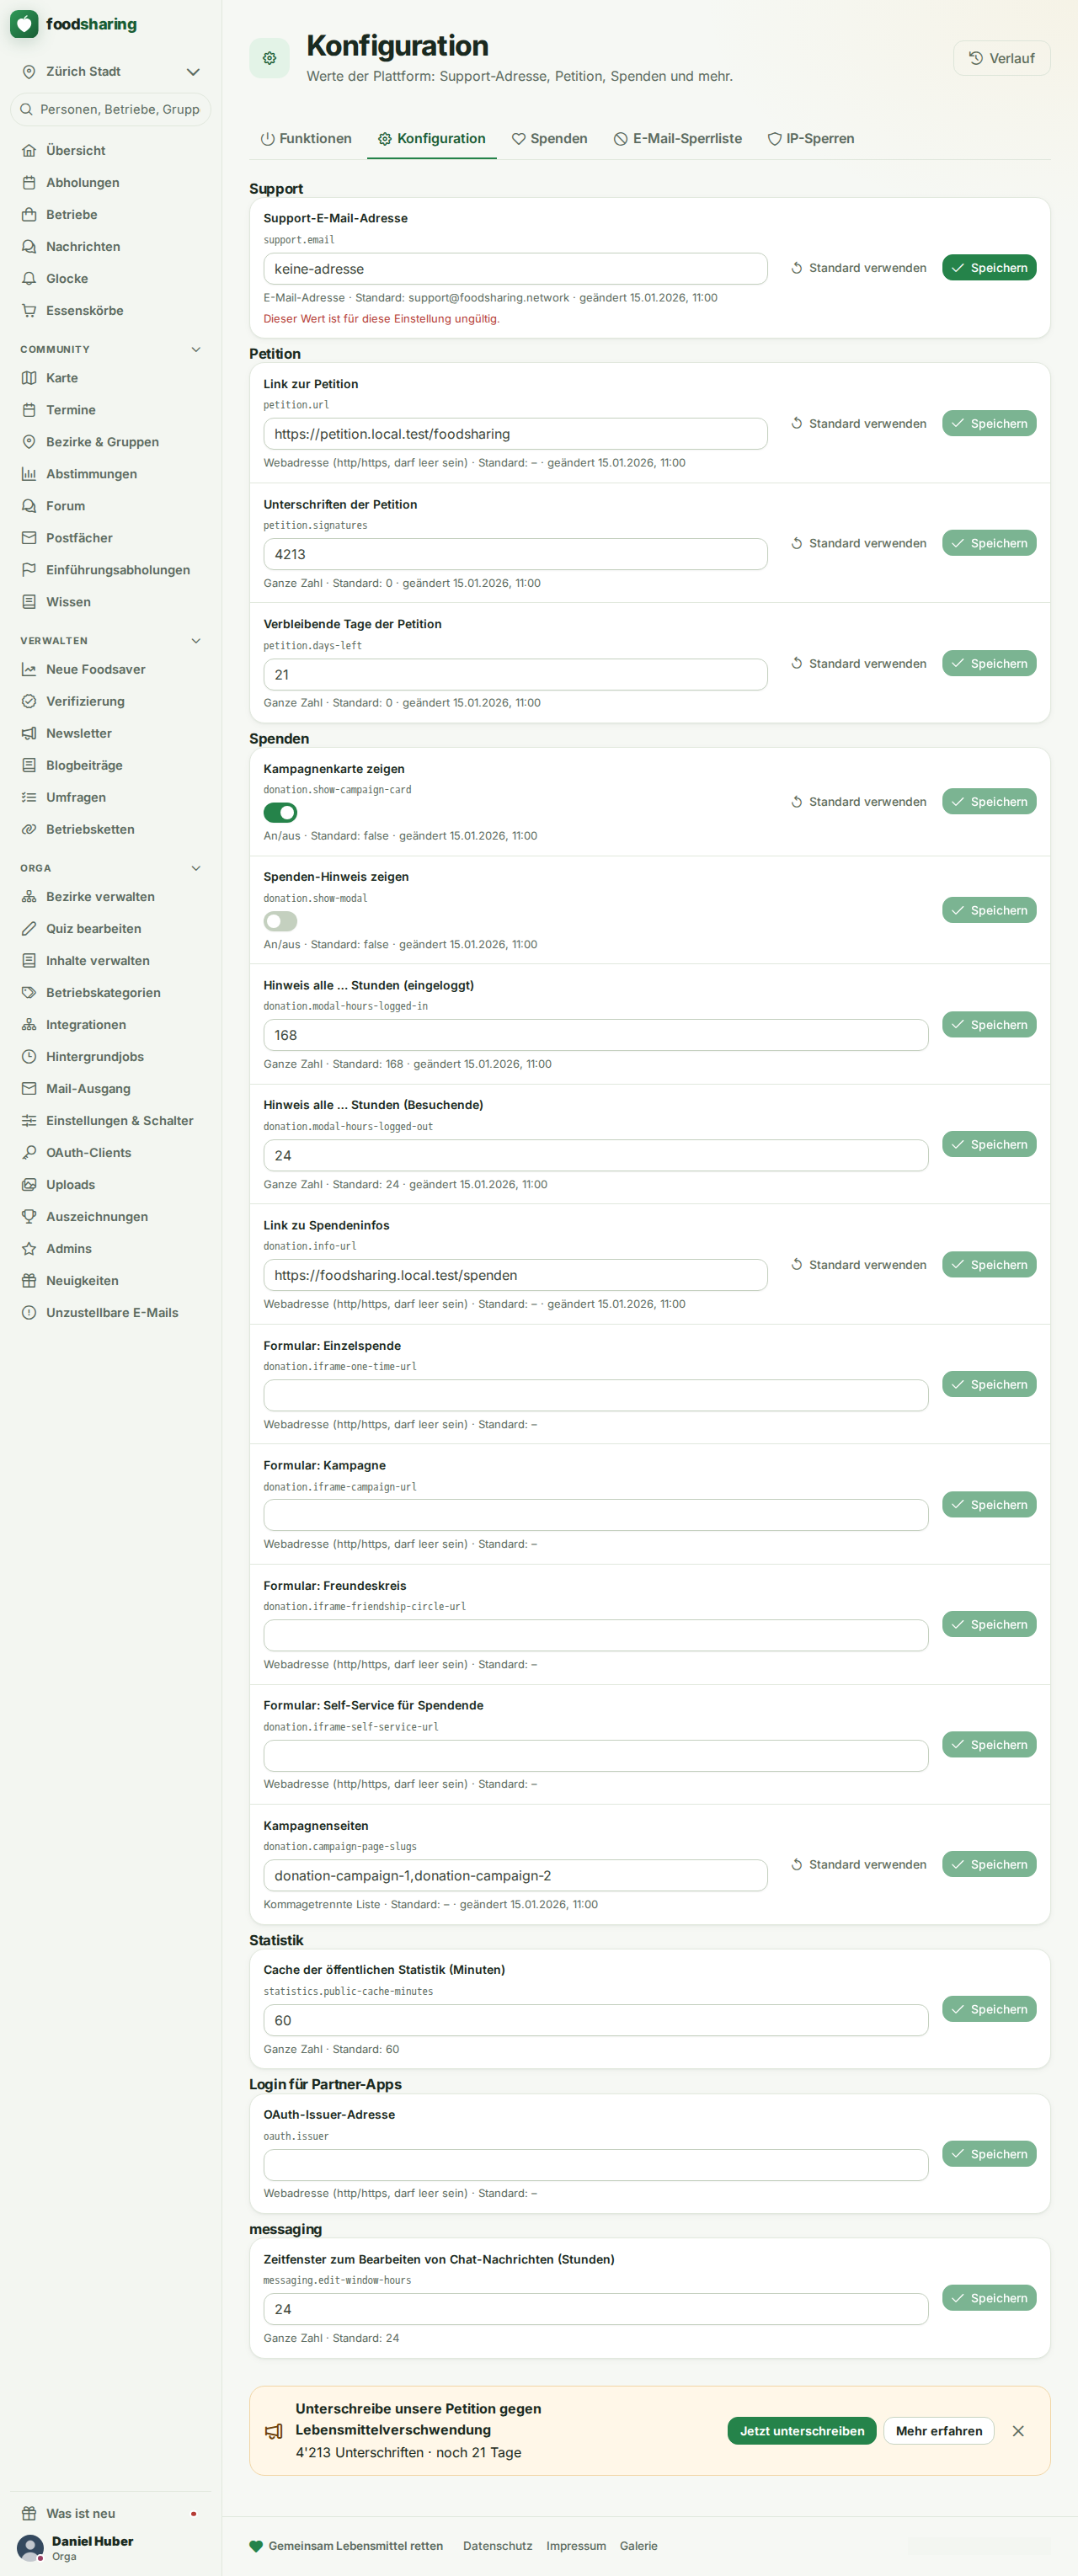 foodsharing
Zürich Stadt
Personen, Betriebe, Grupp
Übersicht
Abholungen
Betriebe
Nachrichten
Glocke
Essenskörbe
COMMUNITY
Karte
Termine
Bezirke & Gruppen
Abstimmungen
Forum
Postfächer
Einführungsabholungen
Wissen
VERWALTEN
Neue Foodsaver
Verifizierung
Newsletter
Blogbeiträge
Umfragen
Betriebsketten
ORGA
Bezirke verwalten
Quiz bearbeiten
Inhalte verwalten
Betriebskategorien
Integrationen
Hintergrundjobs
Mail-Ausgang
Einstellungen & Schalter
OAuth-Clients
Uploads
Auszeichnungen
Admins
Neuigkeiten
Unzustellbare E-Mails
Was ist neu
Daniel Huber
Orga
Konfiguration
Werte der Plattform: Support-Adresse, Petition, Spenden und mehr.
Verlauf
Funktionen
Konfiguration
Spenden
E-Mail-Sperrliste
IP-Sperren
Support
Support-E-Mail-Adresse
support.email
keine-adresse
Standard verwenden
Speichern
E-Mail-Adresse · Standard: support@foodsharing.network · geändert 15.01.2026, 11:00
Dieser Wert ist für diese Einstellung ungültig.
Petition
Link zur Petition
petition.url
https://petition.local.test/foodsharing
Standard verwenden
Speichern
Webadresse (http/https, darf leer sein) · Standard: – · geändert 15.01.2026, 11:00
Unterschriften der Petition
petition.signatures
4213
Standard verwenden
Speichern
Ganze Zahl · Standard: 0 · geändert 15.01.2026, 11:00
Verbleibende Tage der Petition
petition.days-left
21
Standard verwenden
Speichern
Ganze Zahl · Standard: 0 · geändert 15.01.2026, 11:00
Spenden
Kampagnenkarte zeigen
donation.show-campaign-card
Standard verwenden
Speichern
An/aus · Standard: false · geändert 15.01.2026, 11:00
Spenden-Hinweis zeigen
donation.show-modal
Speichern
An/aus · Standard: false · geändert 15.01.2026, 11:00
Hinweis alle ... Stunden (eingeloggt)
donation.modal-hours-logged-in
168
Speichern
Ganze Zahl · Standard: 168 · geändert 15.01.2026, 11:00
Hinweis alle ... Stunden (Besuchende)
donation.modal-hours-logged-out
24
Speichern
Ganze Zahl · Standard: 24 · geändert 15.01.2026, 11:00
Link zu Spendeninfos
donation.info-url
https://foodsharing.local.test/spenden
Standard verwenden
Speichern
Webadresse (http/https, darf leer sein) · Standard: – · geändert 15.01.2026, 11:00
Formular: Einzelspende
donation.iframe-one-time-url
Speichern
Webadresse (http/https, darf leer sein) · Standard: –
Formular: Kampagne
donation.iframe-campaign-url
Speichern
Webadresse (http/https, darf leer sein) · Standard: –
Formular: Freundeskreis
donation.iframe-friendship-circle-url
Speichern
Webadresse (http/https, darf leer sein) · Standard: –
Formular: Self-Service für Spendende
donation.iframe-self-service-url
Speichern
Webadresse (http/https, darf leer sein) · Standard: –
Kampagnenseiten
donation.campaign-page-slugs
donation-campaign-1,donation-campaign-2
Standard verwenden
Speichern
Kommagetrennte Liste · Standard: – · geändert 15.01.2026, 11:00
Statistik
Cache der öffentlichen Statistik (Minuten)
statistics.public-cache-minutes
60
Speichern
Ganze Zahl · Standard: 60
Login für Partner-Apps
OAuth-Issuer-Adresse
oauth.issuer
Speichern
Webadresse (http/https, darf leer sein) · Standard: –
messaging
Zeitfenster zum Bearbeiten von Chat-Nachrichten (Stunden)
messaging.edit-window-hours
24
Speichern
Ganze Zahl · Standard: 24
Unterschreibe unsere Petition gegen
Lebensmittelverschwendung
4'213 Unterschriften · noch 21 Tage
Jetzt unterschreiben
Mehr erfahren
Gemeinsam Lebensmittel retten
Datenschutz
Impressum
Galerie